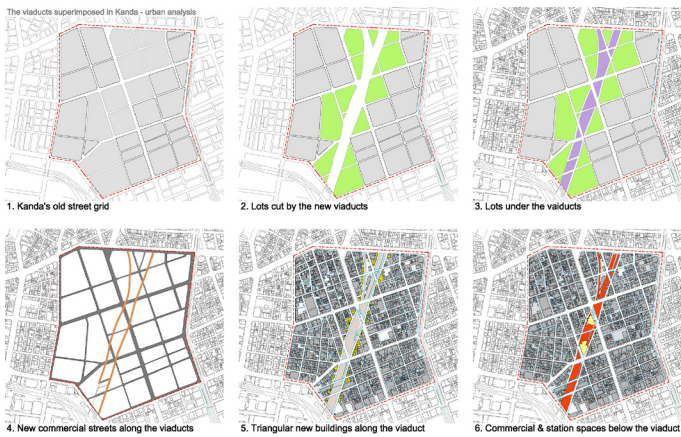 The viaducts superimposed in Kanda - urban analysis
1. Kanda's old street grid
2. Lots cut by the new viaducts
3. Lots under the vaiducts
4. New commercial streets along the viaducts
5. Triangular new buildings along the viaduct
6. Commercial & station spaces below the viaduct